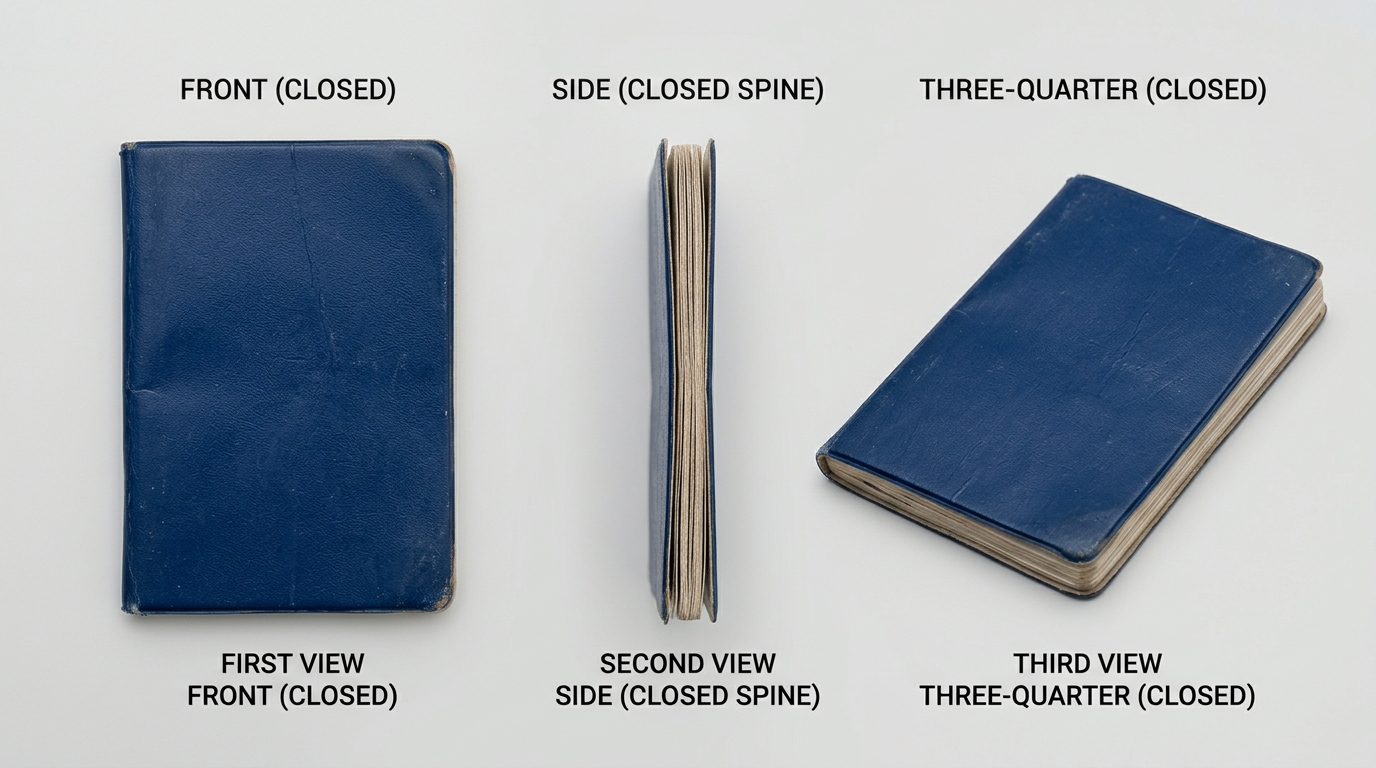 FRONT (CLOSED)
SIDE (CLOSED SPINE)
THREE-QUARTER (CLOSED)
FIRST VIEW
FRONT (CLOSED)
SECOND VIEW
SIDE (CLOSED SPINE)
THIRD VIEW
THREE-QUARTER (CLOSED)